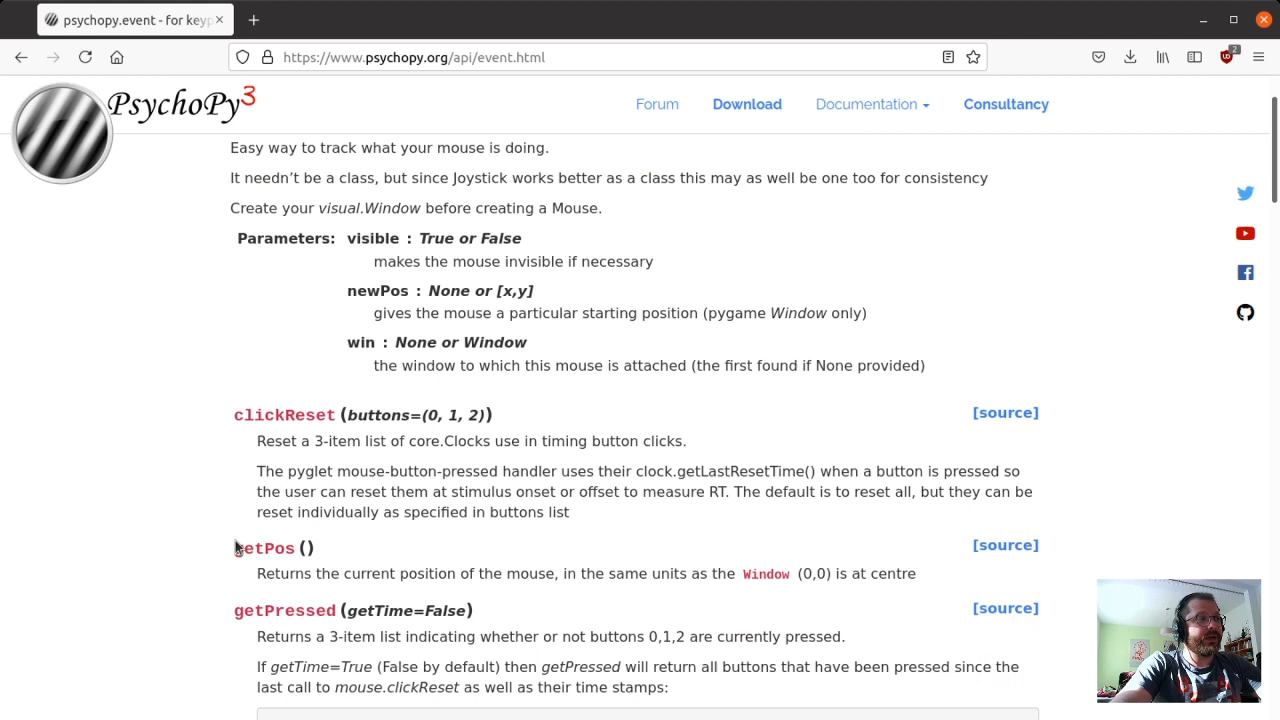 psychopy.event - for keyp
https://www.psychopy.org/api/event.html
2
PsychoPy3
Forum
Download
Documentation
Consultancy
Easy way to track what your mouse is doing.
It needn’t be a class, but since Joystick works better as a class this may as well be one too for consistency
Create your visual.Window before creating a Mouse.
Parameters: visible : True or False
makes the mouse invisible if necessary
newPos : None or [x,y]
gives the mouse a particular starting position (pygame Window only)
win : None or Window
the window to which this mouse is attached (the first found if None provided)
clickReset (buttons=(0, 1, 2)) [source]
Reset a 3-item list of core.Clocks use in timing button clicks.
The pyglet mouse-button-pressed handler uses their clock.getLastResetTime() when a button is pressed so
the user can reset them at stimulus onset or offset to measure RT. The default is to reset all, but they can be
reset individually as specified in buttons list
getPos () [source]
Returns the current position of the mouse, in the same units as the Window (0,0) is at centre
getPressed (getTime=False) [source]
Returns a 3-item list indicating whether or not buttons 0,1,2 are currently pressed.
If getTime=True (False by default) then getPressed will return all buttons that have been pressed since the
last call to mouse.clickReset as well as their time stamps: